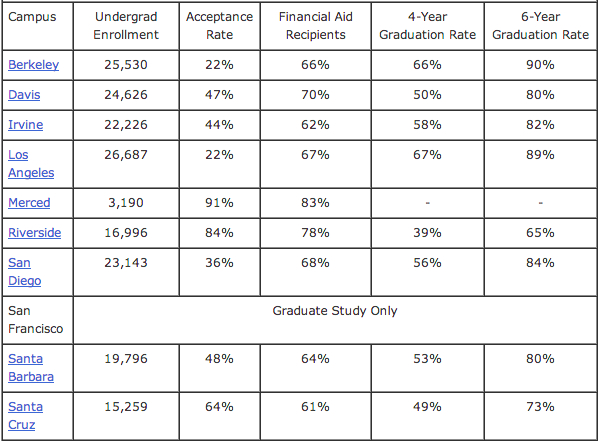 Campus Undergrad Enrollment Acceptance Rate Financial Aid Recipients 4-Year Graduation Rate 6-Year Graduation Rate
Berkeley 25,530 22% 66% 66% 90%
Davis 24,626 47% 70% 50% 80%
Irvine 22,226 44% 62% 58% 82%
Los Angeles 26,687 22% 67% 67% 89%
Merced 3,190 91% 83% - -
Riverside 16,996 84% 78% 39% 65%
San Diego 23,143 36% 68% 56% 84%
San Francisco Graduate Study Only
Santa Barbara 19,796 48% 64% 53% 80%
Santa Cruz 15,259 64% 61% 49% 73%